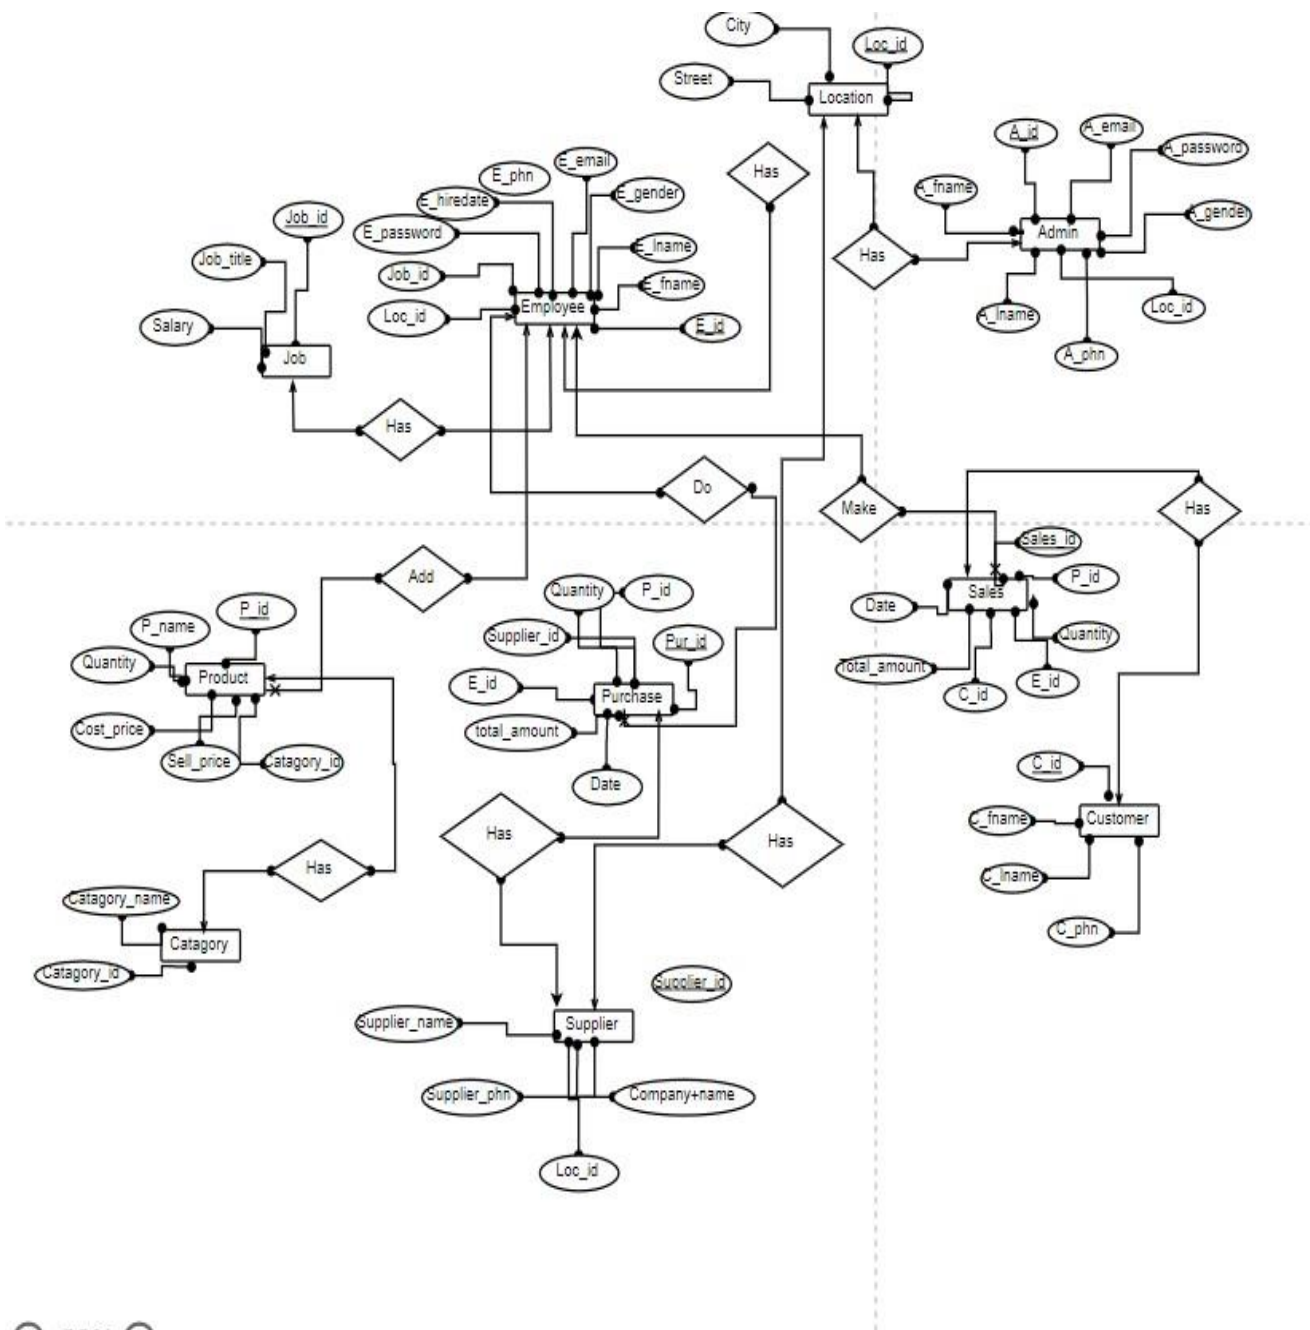 City
Loc_id
Street
Location
A_id
A_email
A_password
A_fname
A_gender
Admin
Has
A_lname
Loc_id
A_phn
Has
E_email
E_phn
E_gender
E_hiredate
E_password
E_lname
Job_id
E_fname
Loc_id
Employee
E_id
Job_id
Job_title
Salary
Job
Has
Do
Make
Has
Sales_id
P_id
Sales
Date
Quantity
Total_amount
C_id
E_id
Add
P_id
P_name
Quantity
Product
Cost_price
Sell_price
Catagory_id
Quantity
P_id
Supplier_id
Pur_id
E_id
Purchase
total_amount
Date
C_id
C_fname
Customer
C_lname
C_phn
Has
Has
Has
Catagory_name
Catagory
Catagory_id
Supplier_id
Supplier_name
Supplier
Supplier_phn
Company+name
Loc_id